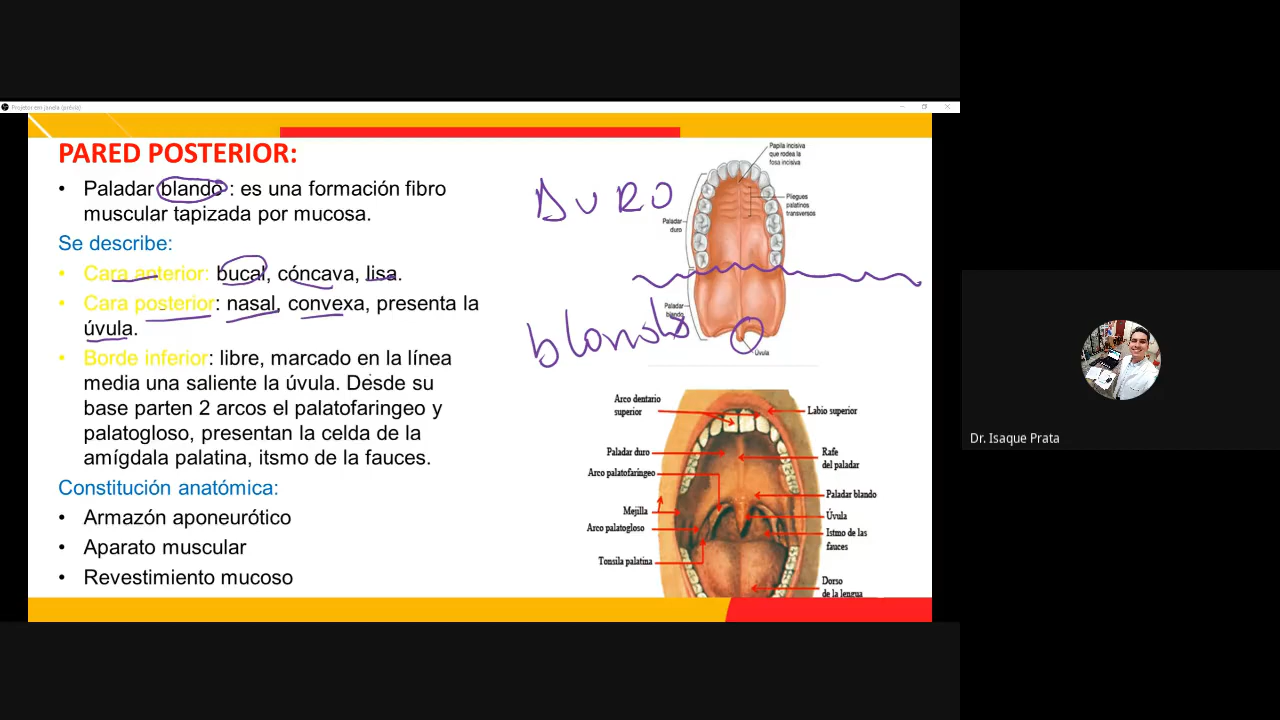 Projetor em janela (prévia)
PARED POSTERIOR:
• Paladar blando : es una formación fibro
muscular tapizada por mucosa.
Se describe:
• Cara anterior: bucal, cóncava, lisa.
• Cara posterior: nasal, convexa, presenta la
úvula.
• Borde inferior: libre, marcado en la línea
media una saliente la úvula. Desde su
base parten 2 arcos el palatofaringeo y
palatogloso, presentan la celda de la
amígdala palatina, itsmo de la fauces.
Constitución anatómica:
• Armazón aponeurótico
• Aparato muscular
• Revestimiento mucoso
DURO
blando
Papila incisiva
que rodea la
fosa incisiva
Pliegues
palatinos
transversos
Paladar
duro
Paladar
blando
Úvula
Arco dentario
superior
Labio superior
Paladar duro
Rafe
del paladar
Arco palatofaringeo
Paladar blando
Mejilla
Úvula
Arco palatogloso
Istmo de las
fauces
Tonsila palatina
Dorso
de la lengua
Dr. Isaque Prata